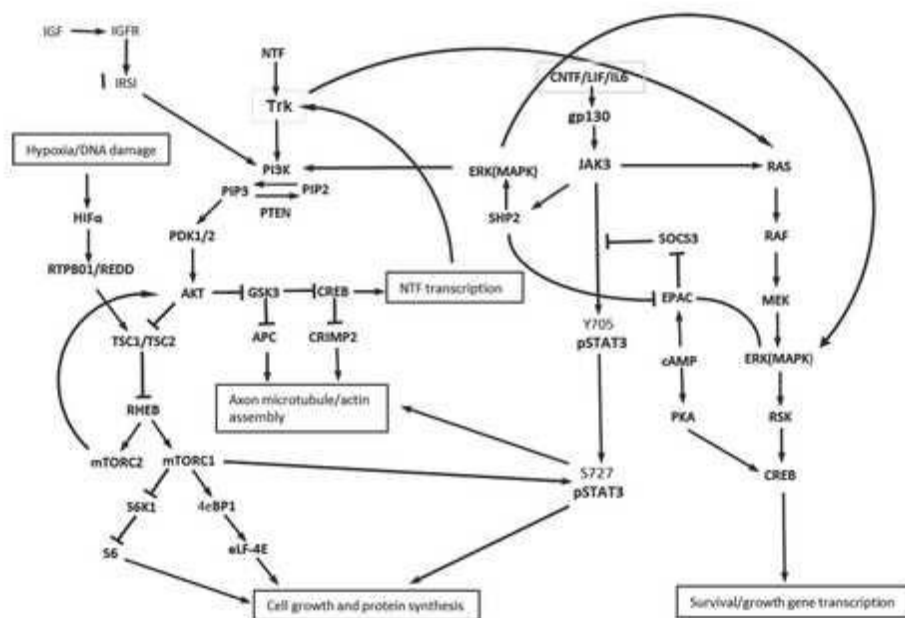 IGF
IGFR
IRSI
NTF
Trk
CNTF/LIF/IL6
gp130
Hypoxia/DNA damage
PI3K
ERK(MAPK)
JAK3
RAS
PIP3
PIP2
PTEN
HIFα
SHP2
PDK1/2
SOCS3
RAF
RTP801/REDD
AKT
GSK3
CREB
NTF transcription
EPAC
MEK
TSC1/TSC2
APC
CRIMP2
Y705
pSTAT3
cAMP
ERK(MAPK)
Axon microtubule/actin
assembly
RHEB
PKA
RSK
mTORC2
mTORC1
S727
pSTAT3
CREB
S6K1
4eBP1
S6
eLF-4E
Cell growth and protein synthesis
Survival/growth gene transcription